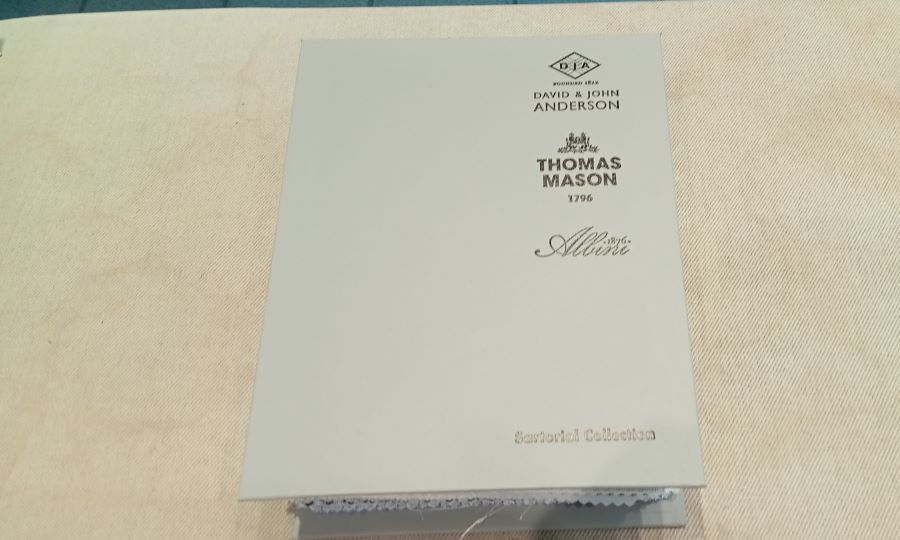 DJA
FOUNDED 1822
DAVID & JOHN
ANDERSON
THOMAS
MASON
1796
Albini 1876
Sartorial Collection